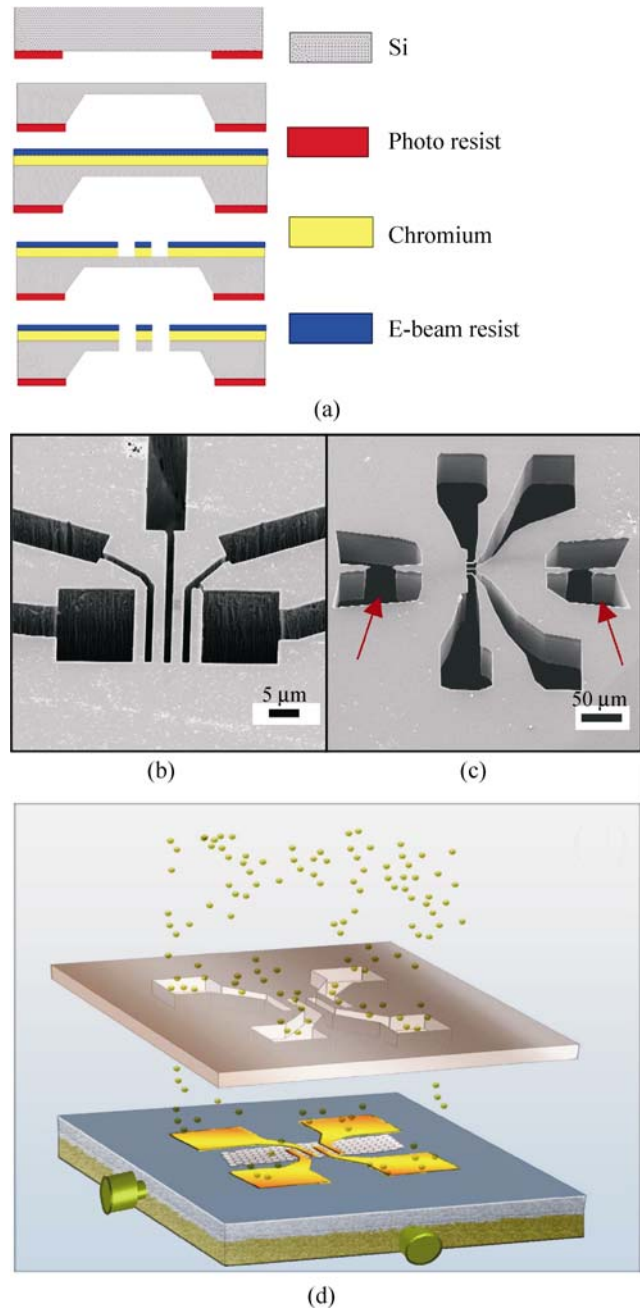 Si
Photo resist
Chromium
E-beam resist
(a)
5 μm
50 μm
(b)
(c)
(d)